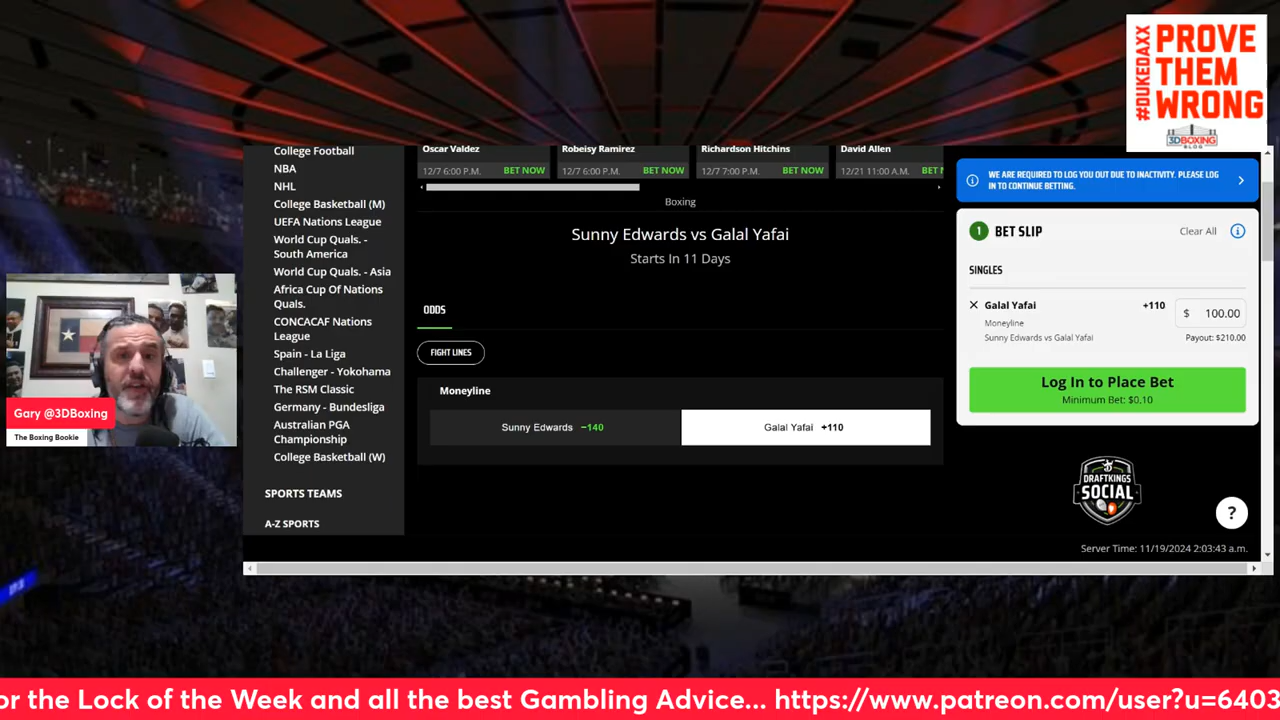 #DUKEDAXX
PROVE
THEM
WRONG
3DBOXING
BLOG
College Football
NBA
NHL
College Basketball (M)
UEFA Nations League
World Cup Quals. -
South America
World Cup Quals. - Asia
Africa Cup Of Nations
Quals.
CONCACAF Nations
League
Spain - La Liga
Challenger - Yokohama
The RSM Classic
Germany - Bundesliga
Australian PGA
Championship
College Basketball (W)
SPORTS TEAMS
A-Z SPORTS
Oscar Valdez
12/7 6:00 P.M. BET NOW
Robeisy Ramirez
12/7 6:00 P.M. BET NOW
Richardson Hitchins
12/7 7:00 P.M. BET NOW
David Allen
12/21 11:00 A.M. BET N
Boxing
Sunny Edwards vs Galal Yafai
Starts In 11 Days
ODDS
FIGHT LINES
Moneyline
Sunny Edwards −140
Galal Yafai +110
WE ARE REQUIRED TO LOG YOU OUT DUE TO INACTIVITY. PLEASE LOG
IN TO CONTINUE BETTING.
1 BET SLIP Clear All
SINGLES
Galal Yafai +110 $ 100.00
Moneyline
Sunny Edwards vs Galal Yafai Payout: $210.00
Log In to Place Bet
Minimum Bet: $0.10
DRAFTKINGS
SOCIAL
?
Server Time: 11/19/2024 2:03:43 a.m.
Gary @3DBoxing
The Boxing Bookie
or the Lock of the Week and all the best Gambling Advice... https://www.patreon.com/user?u=6403